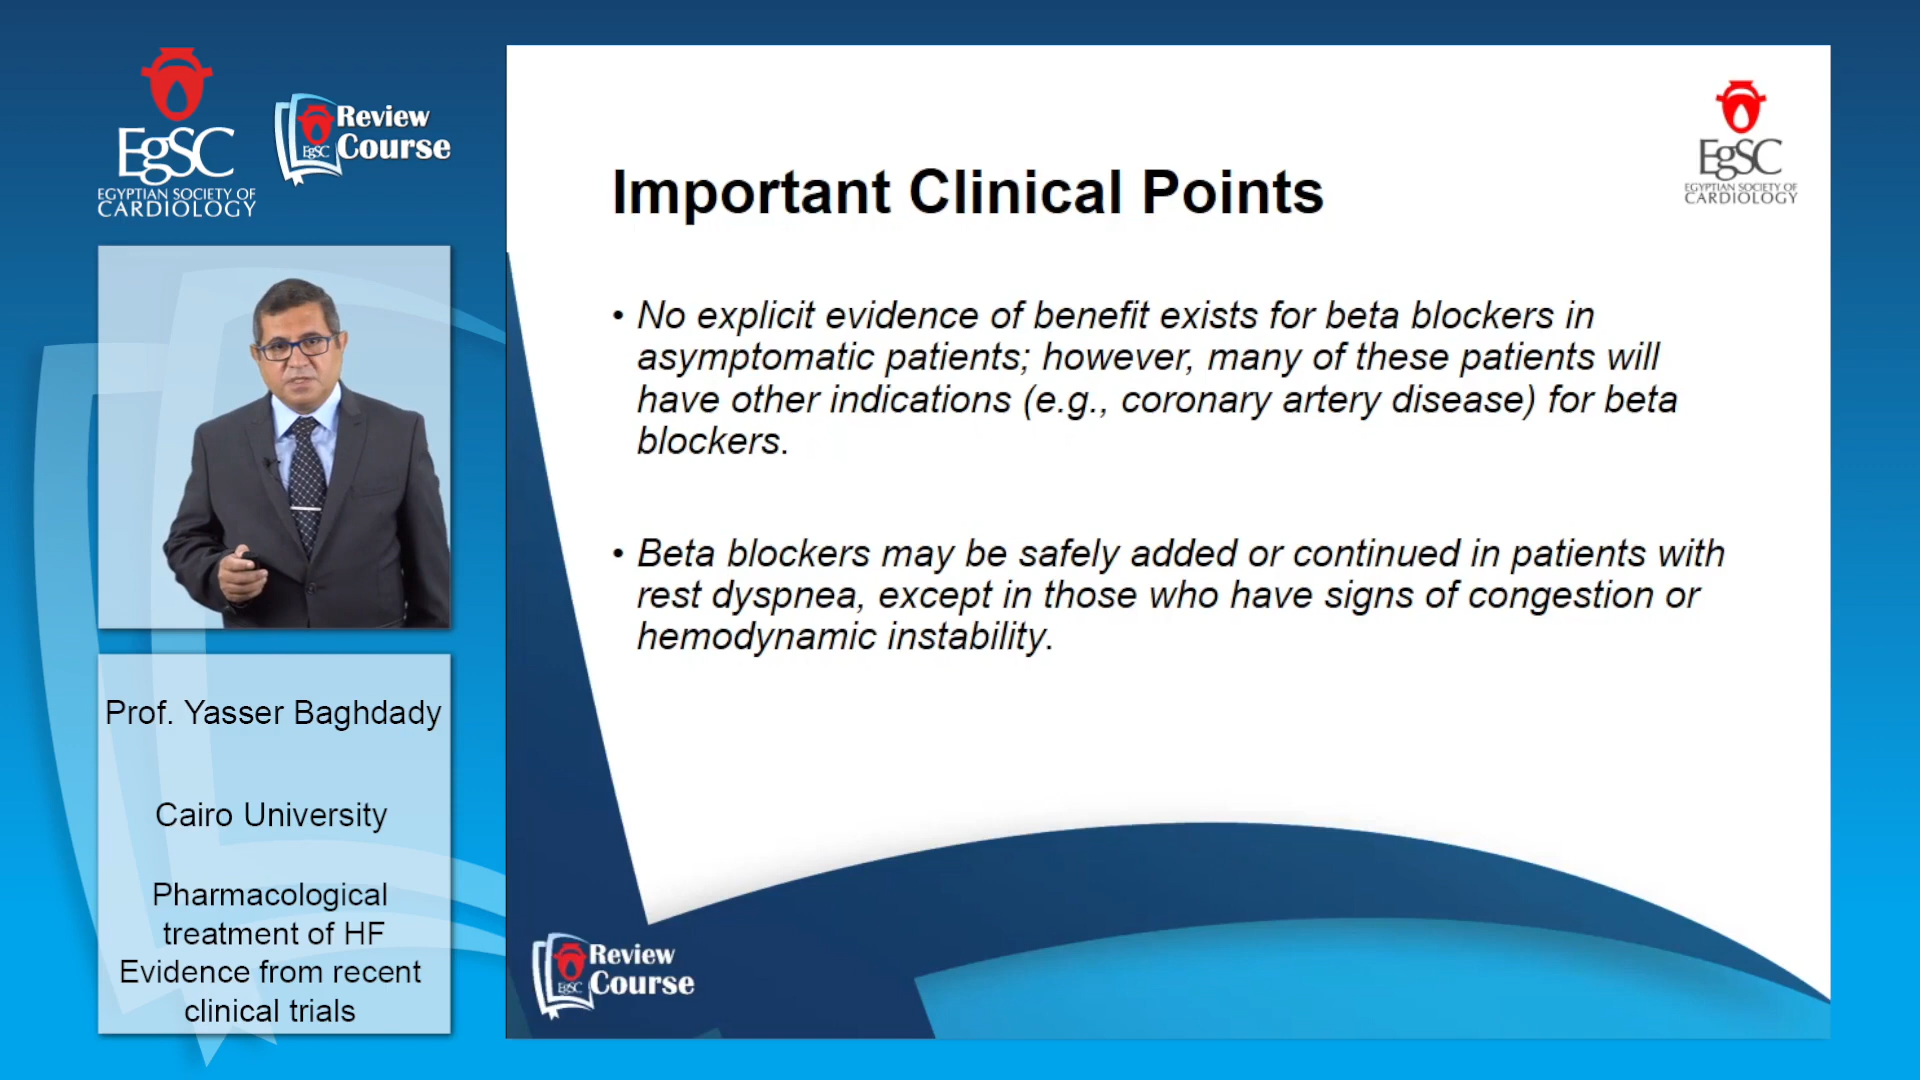 EgSC
EGYPTIAN SOCIETY OF
CARDIOLOGY
Review
Course
EgSC
Prof. Yasser Baghdady
Cairo University
Pharmacological
treatment of HF
Evidence from recent
clinical trials
EgSC
EGYPTIAN SOCIETY OF
CARDIOLOGY
Important Clinical Points
• No explicit evidence of benefit exists for beta blockers in
asymptomatic patients; however, many of these patients will
have other indications (e.g., coronary artery disease) for beta
blockers.
• Beta blockers may be safely added or continued in patients with
rest dyspnea, except in those who have signs of congestion or
hemodynamic instability.
Review
Course
EgSC